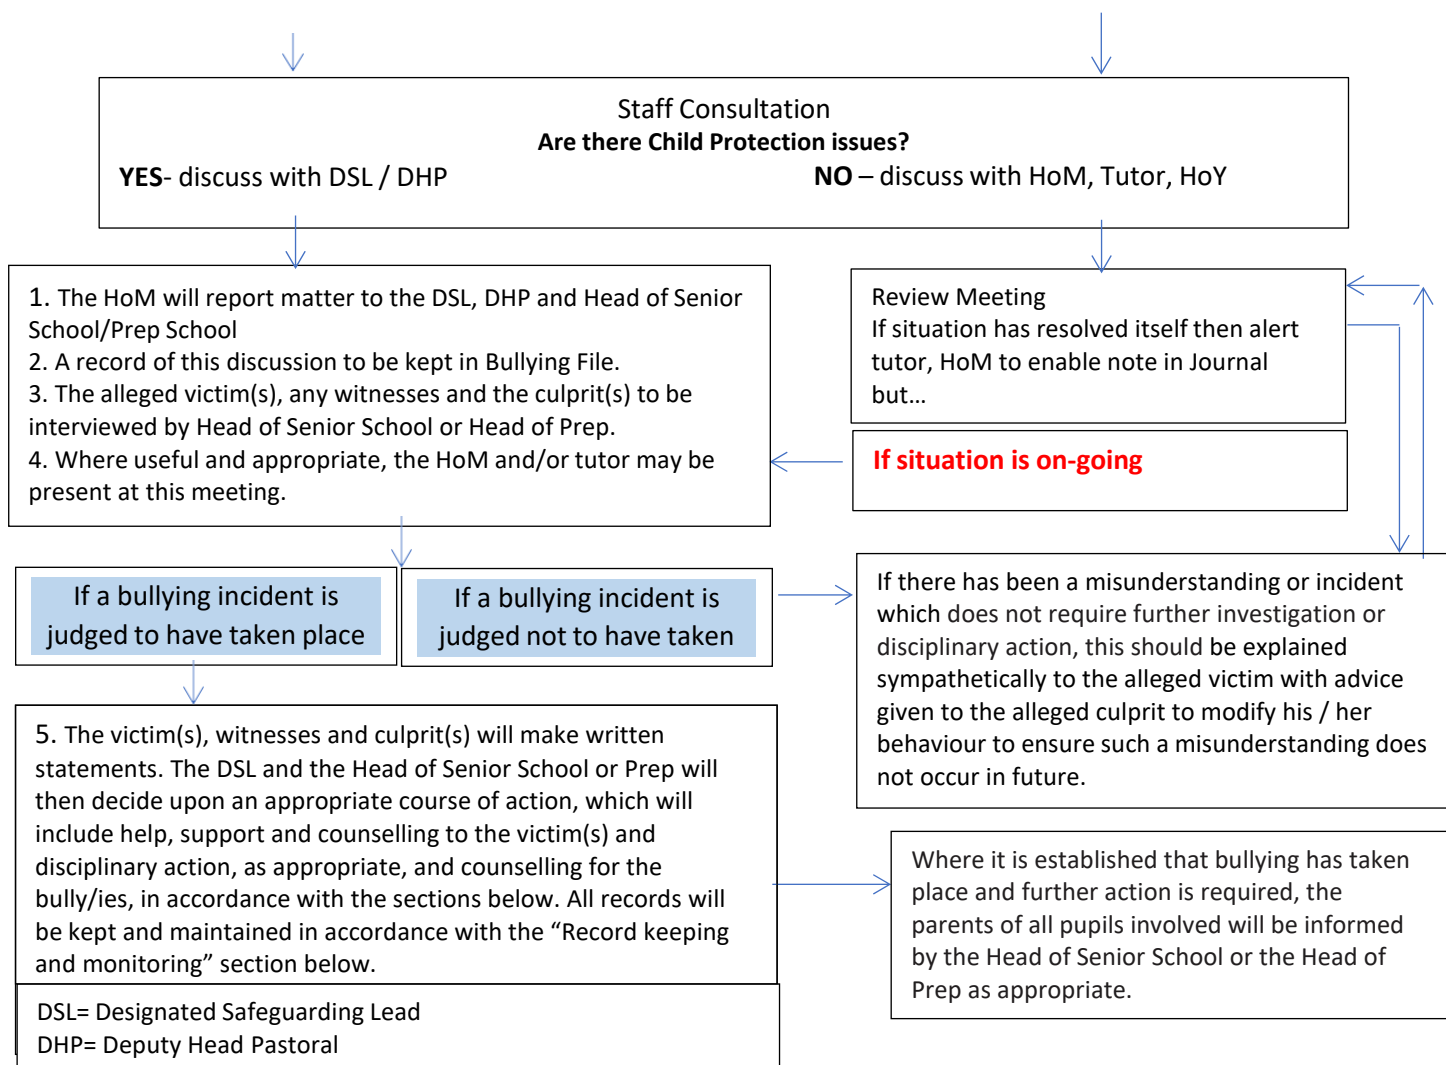 Staff Consultation
Are there Child Protection issues?
YES- discuss with DSL / DHP
NO – discuss with HoM, Tutor, HoY
1. The HoM will report matter to the DSL, DHP and Head of Senior
School/Prep School
2. A record of this discussion to be kept in Bullying File.
3. The alleged victim(s), any witnesses and the culprit(s) to be
interviewed by Head of Senior School or Head of Prep.
4. Where useful and appropriate, the HoM and/or tutor may be
present at this meeting.
Review Meeting
If situation has resolved itself then alert
tutor, HoM to enable note in Journal
but…
If situation is on-going
If a bullying incident is
judged to have taken place
If a bullying incident is
judged not to have taken
If there has been a misunderstanding or incident
which does not require further investigation or
disciplinary action, this should be explained
sympathetically to the alleged victim with advice
given to the alleged culprit to modify his / her
behaviour to ensure such a misunderstanding does
not occur in future.
5. The victim(s), witnesses and culprit(s) will make written
statements. The DSL and the Head of Senior School or Prep will
then decide upon an appropriate course of action, which will
include help, support and counselling to the victim(s) and
disciplinary action, as appropriate, and counselling for the
bully/ies, in accordance with the sections below. All records will
be kept and maintained in accordance with the “Record keeping
and monitoring” section below.
Where it is established that bullying has taken
place and further action is required, the
parents of all pupils involved will be informed
by the Head of Senior School or the Head of
Prep as appropriate.
DSL= Designated Safeguarding Lead
DHP= Deputy Head Pastoral